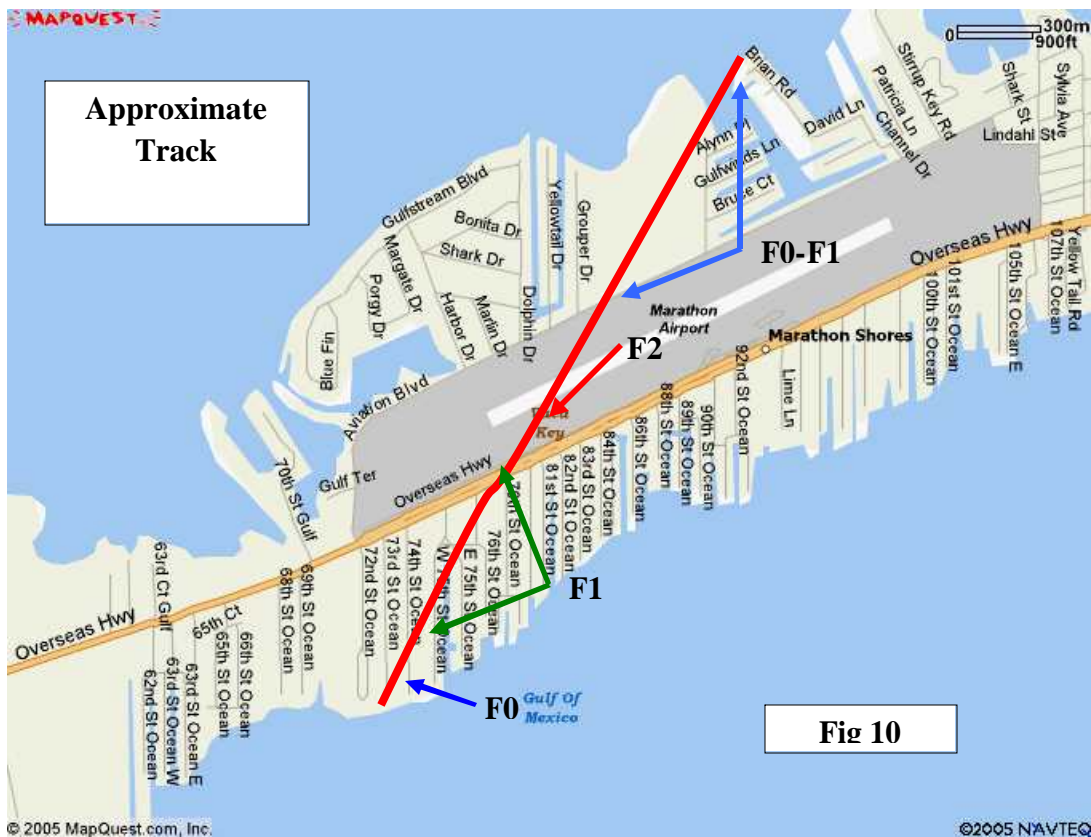 MAPQUEST
300m
0
900ft
Approximate
Track
Brian Rd
Stirrup Key Rd
Patricia Ln
Channel Dr
Shark St
Sylvia Ave
Lindahl St
David Ln
Alynn Pl
Gulfwinds Ln
Bruce Ct
Gulfstream Blvd
Bonita Dr
Shark Dr
Yellowtail Dr
Grouper Dr
Dolphin Dr
Margate Dr
Porgy Dr
Harbor Dr
Marlin Dr
Blue Fin
Aviation Blvd
F0-F1
Overseas Hwy
Marathon
Airport
Marathon Shores
F2
Key
107th St Ocean
Yellow Tail Rd
105th St Ocean
E
101st St Ocean
100th St Ocean
92nd St Ocean
Lime Ln
90th St Ocean
89th St Ocean
88th St Ocean
86th St Ocean
84th St Ocean
83rd St Ocean
82nd St Ocean
81st St Ocean
St Ocean
76th St Ocean
E 75th St Ocean
W 75th St Ocean
74th St Ocean
73rd St Ocean
72nd St Ocean
Gulf Ter
70th St Gulf
Overseas Hwy
69th St Ocean
68th St Ocean
F1
63rd Ct Gulf
65th Ct
66th St Ocean
65th St Ocean
63rd St Ocean E
63rd St Ocean W
62nd St Ocean
Overseas Hwy
F0
Gulf Of
Mexico
Fig 10
© 2005 MapQuest.com, Inc.
©2005 NAVTEQ